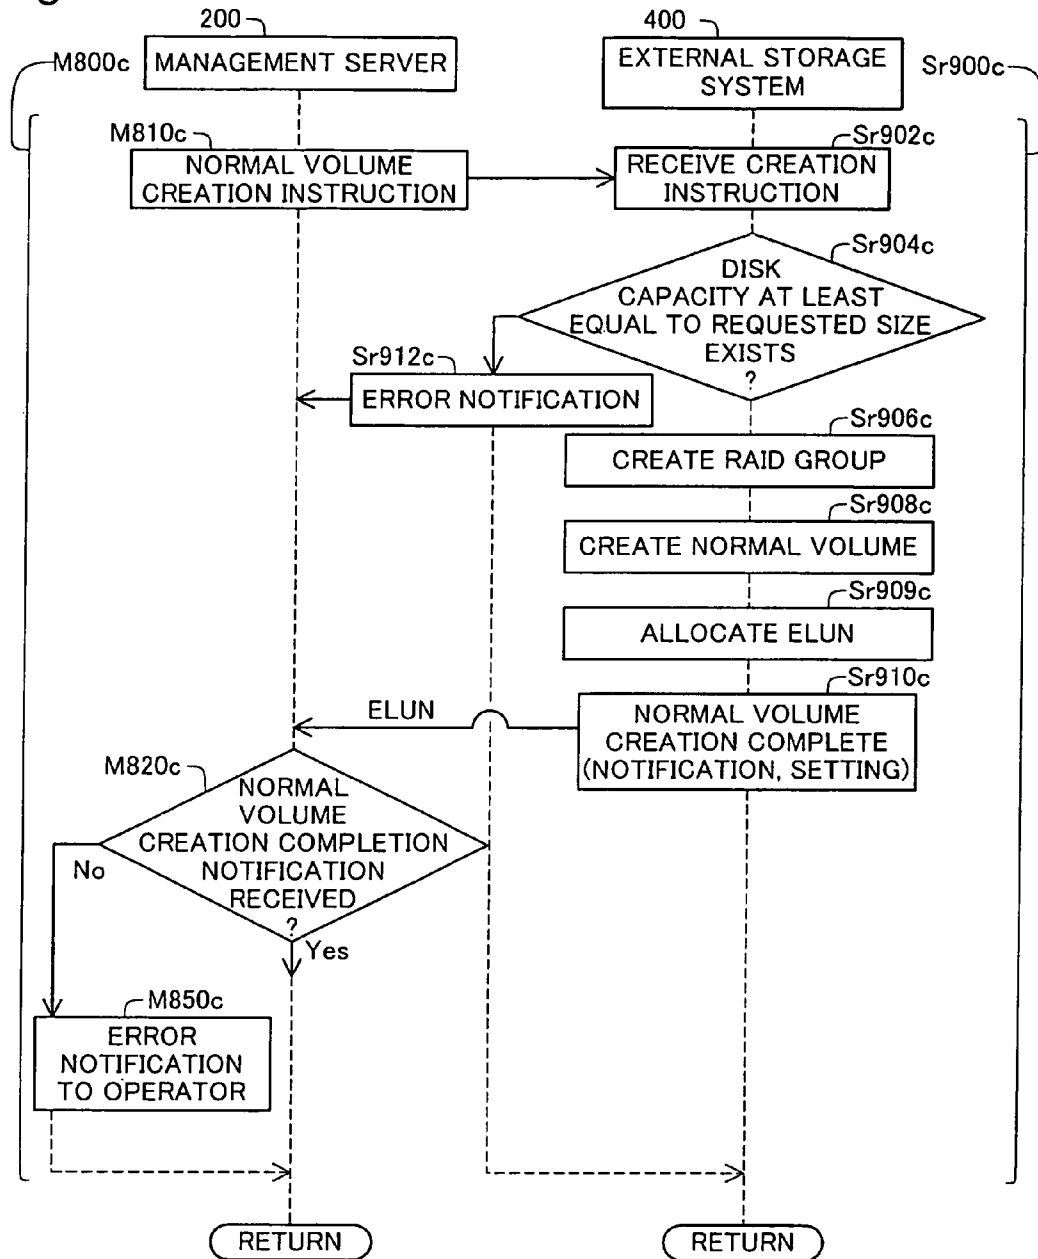 200
400
M800c
MANAGEMENT SERVER
EXTERNAL STORAGE
SYSTEM
Sr900c
M810c
Sr902c
NORMAL VOLUME
CREATION INSTRUCTION
RECEIVE CREATION
INSTRUCTION
Sr904c
DISK
CAPACITY AT LEAST
EQUAL TO REQUESTED SIZE
EXISTS
?
Sr912c
ERROR NOTIFICATION
Sr906c
CREATE RAID GROUP
Sr908c
CREATE NORMAL VOLUME
Sr909c
ALLOCATE ELUN
Sr910c
ELUN
NORMAL VOLUME
CREATION COMPLETE
(NOTIFICATION, SETTING)
M820c
NORMAL
VOLUME
CREATION COMPLETION
NOTIFICATION
RECEIVED
?
No
Yes
M850c
ERROR
NOTIFICATION
TO OPERATOR
RETURN
RETURN